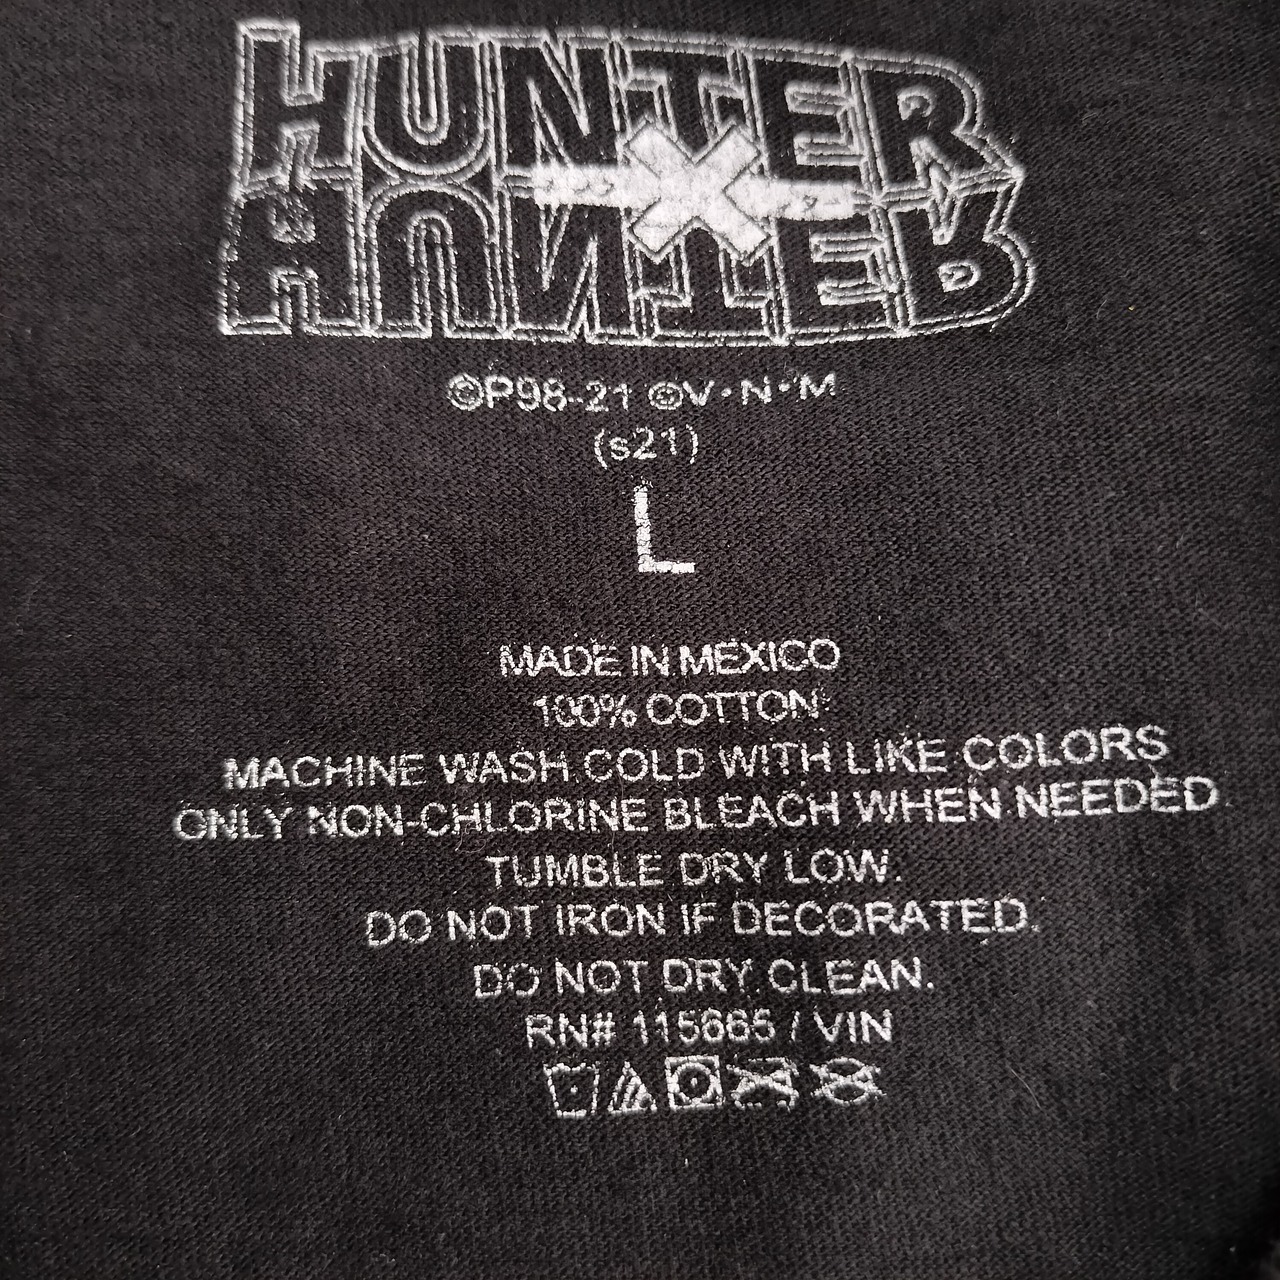 HUNTER
X
HUNTER
©P98-21 ©V・N・M
(s21)
L
MADE IN MEXICO
100% COTTON
MACHINE WASH COLD WITH LIKE COLORS
ONLY NON-CHLORINE BLEACH WHEN NEEDED
TUMBLE DRY LOW.
DO NOT IRON IF DECORATED.
DO NOT DRY CLEAN.
RN# 115665 / VIN